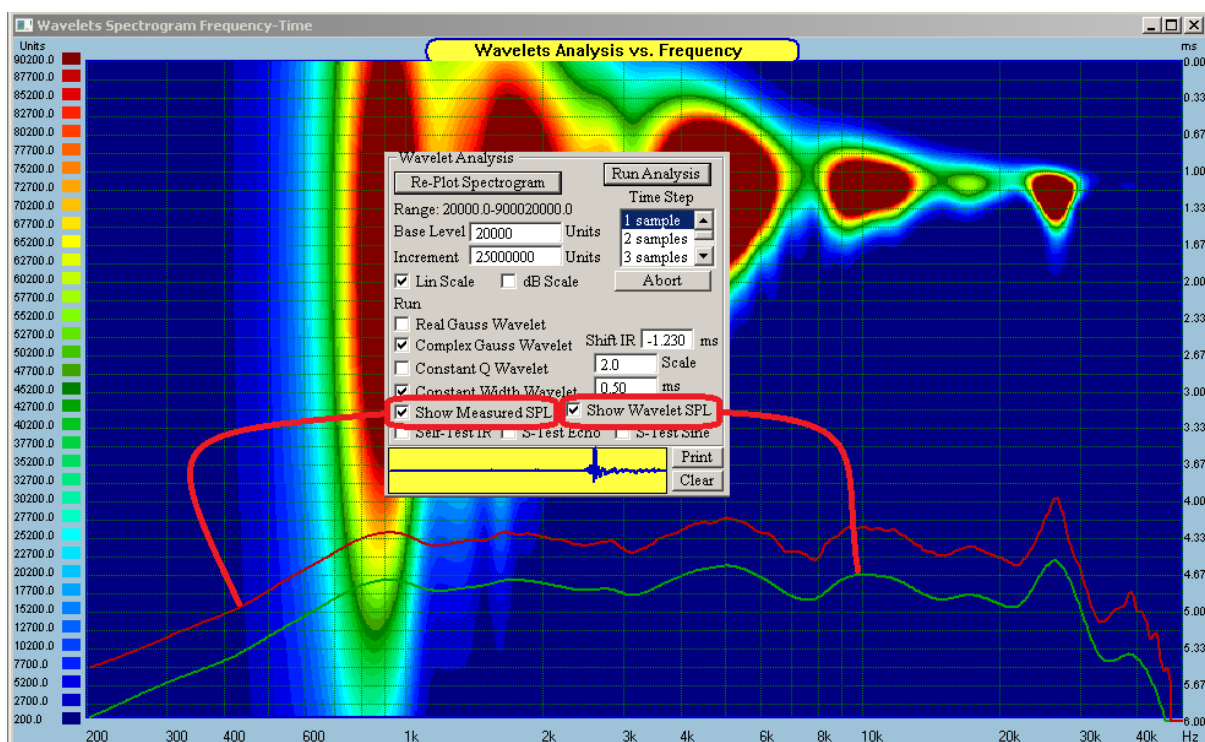 Wavelets Spectrogram Frequency-Time
Units
Wavelets Analysis vs. Frequency
ms
90200.0
87700.0
85200.0
82700.0
80200.0
77700.0
75200.0
72700.0
70200.0
67700.0
65200.0
62700.0
60200.0
57700.0
55200.0
52700.0
50200.0
47700.0
45200.0
42700.0
40200.0
37700.0
35200.0
32700.0
30200.0
27700.0
25200.0
22700.0
20200.0
17700.0
15200.0
12700.0
10200.0
7700.0
5200.0
2700.0
200.0
Wavelet Analysis
Re-Plot Spectrogram
Run Analysis
Range: 20000.0-900020000.0
Time Step
Base Level 20000 Units
1 sample
2 samples
Increment 25000000 Units
3 samples
Lin Scale dB Scale
Abort
Run
Real Gauss Wavelet
Complex Gauss Wavelet
Shift IR -1.230 ms
Constant Q Wavelet
2.0 Scale
Constant Width Wavelet
0.50 ms
Show Measured SPL
Show Wavelet SPL
Self-Test IR S-Test Echo S-Test Sine
Print
Clear
0.00
0.33
0.67
1.00
1.33
1.67
2.00
2.33
2.67
3.00
3.33
3.67
4.00
4.33
4.67
5.00
5.33
5.67
6.00
200 300 400 600 1k 2k 3k 4k 6k 8k 10k 20k 30k 40k Hz